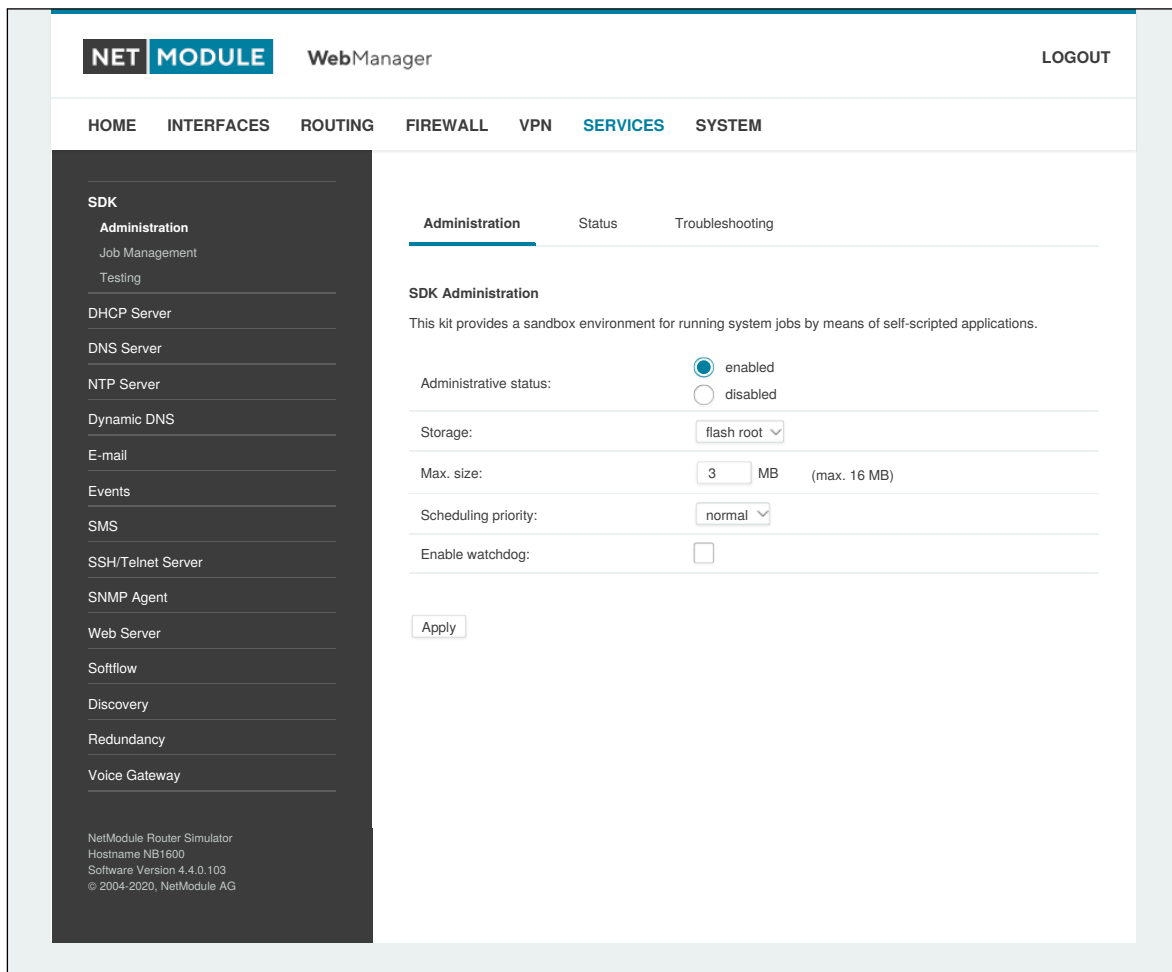 NET MODULE WebManager LOGOUT
HOME INTERFACES ROUTING FIREWALL VPN SERVICES SYSTEM
SDK
Administration
Job Management
Testing
DHCP Server
DNS Server
NTP Server
Dynamic DNS
E-mail
Events
SMS
SSH/Telnet Server
SNMP Agent
Web Server
Softflow
Discovery
Redundancy
Voice Gateway
NetModule Router Simulator
Hostname NB1600
Software Version 4.4.0.103
© 2004-2020, NetModule AG
Administration Status Troubleshooting
SDK Administration
This kit provides a sandbox environment for running system jobs by means of self-scripted applications.
Administrative status:
enabled
disabled
Storage: flash root
Max. size: 3 MB (max. 16 MB)
Scheduling priority: normal
Enable watchdog:
Apply